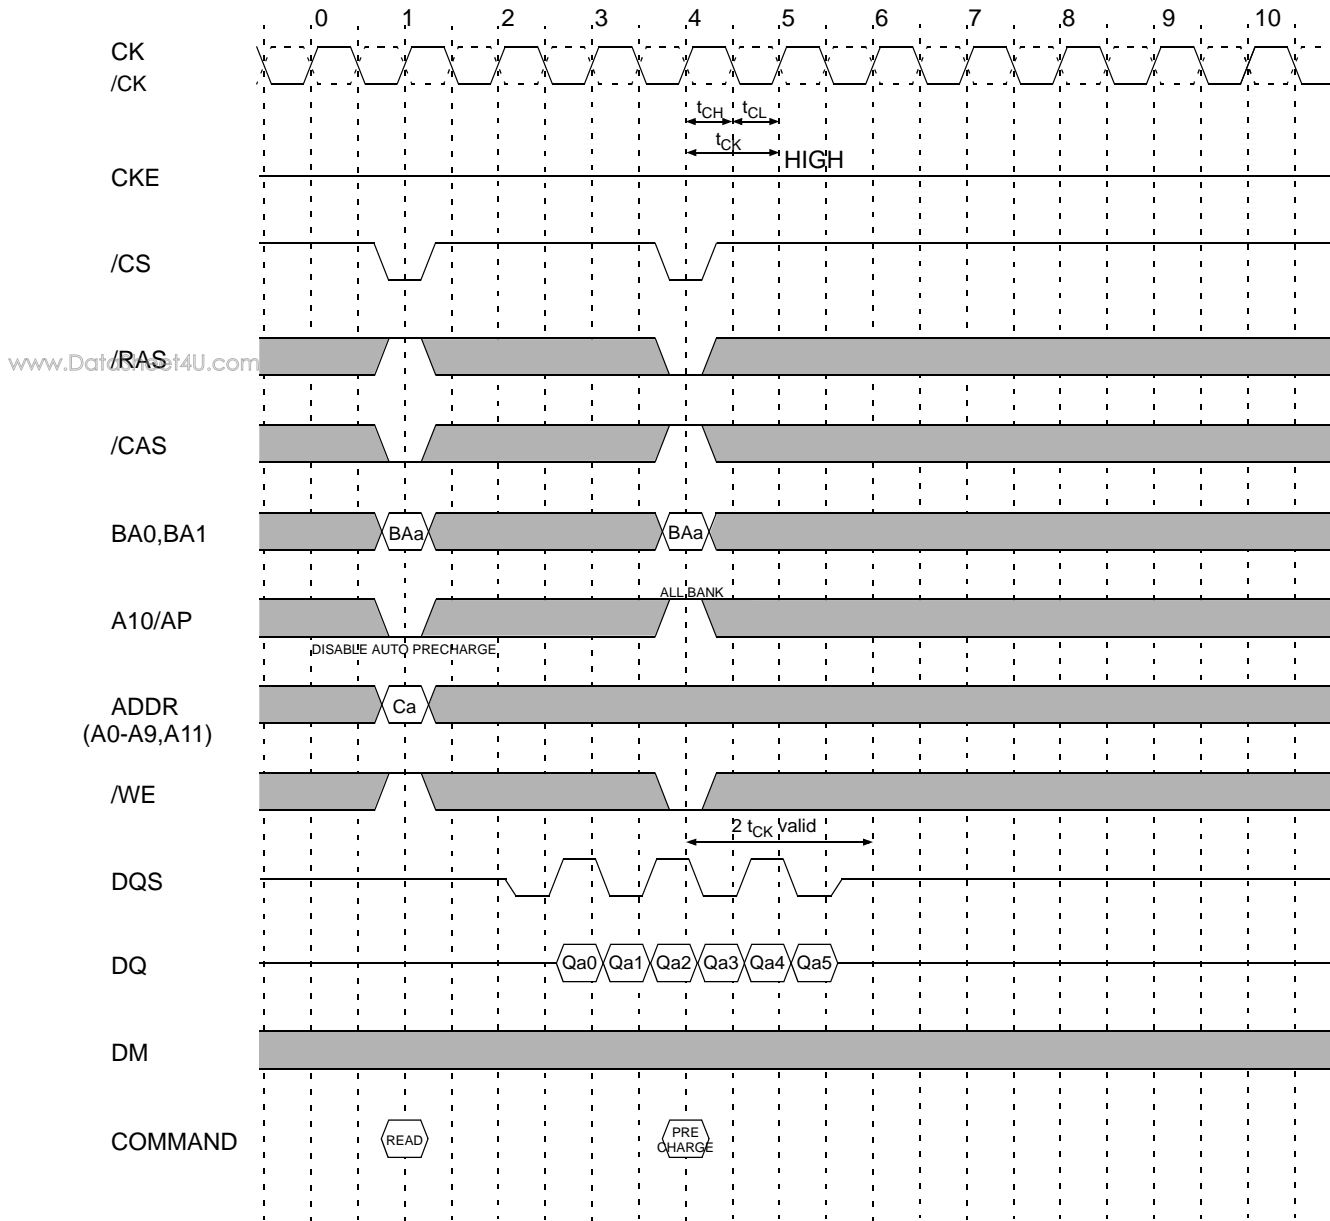 0 1 2 3 4 5 6 7 8 9 10
CK
/CK
tCH tCL
tCK
HIGH
CKE
/CS
www.Datasheet4U.com
/RAS
/CAS
BA0,BA1 BAa BAa
ALL BANK
A10/AP
DISABLE AUTO PRECHARGE
ADDR Ca
(A0-A9,A11)
/WE
2 tCK valid
DQS
DQ Qa0 Qa1 Qa2 Qa3 Qa4 Qa5
DM
COMMAND READ PRE
CHARGE